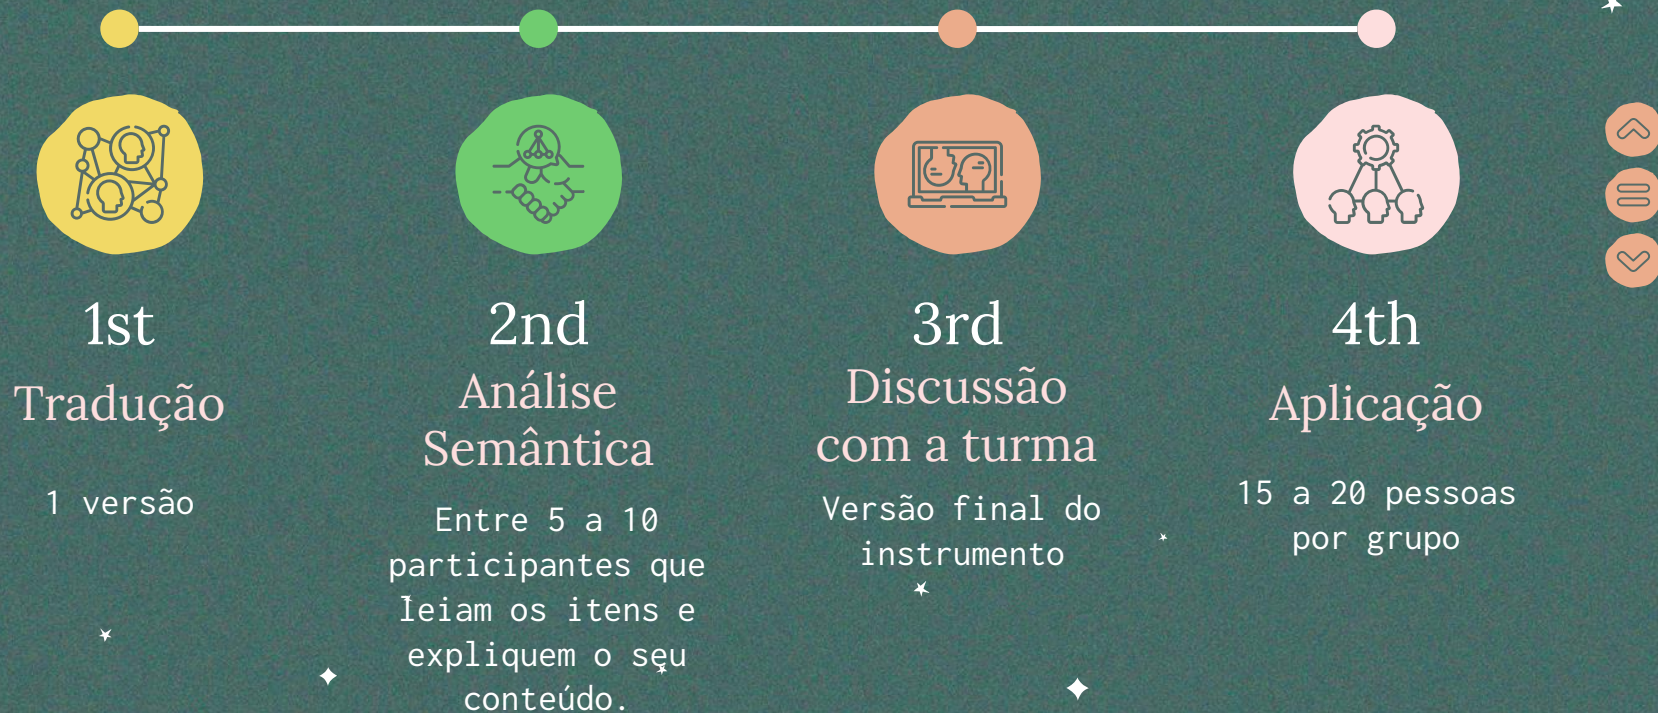 1st
Tradução
1 versão
2nd
Análise
Semântica
Entre 5 a 10
participantes que
leiam os itens e
expliquem o seu
conteúdo.
3rd
Discussão
com a turma
Versão final do
instrumento
4th
Aplicação
15 a 20 pessoas
por grupo